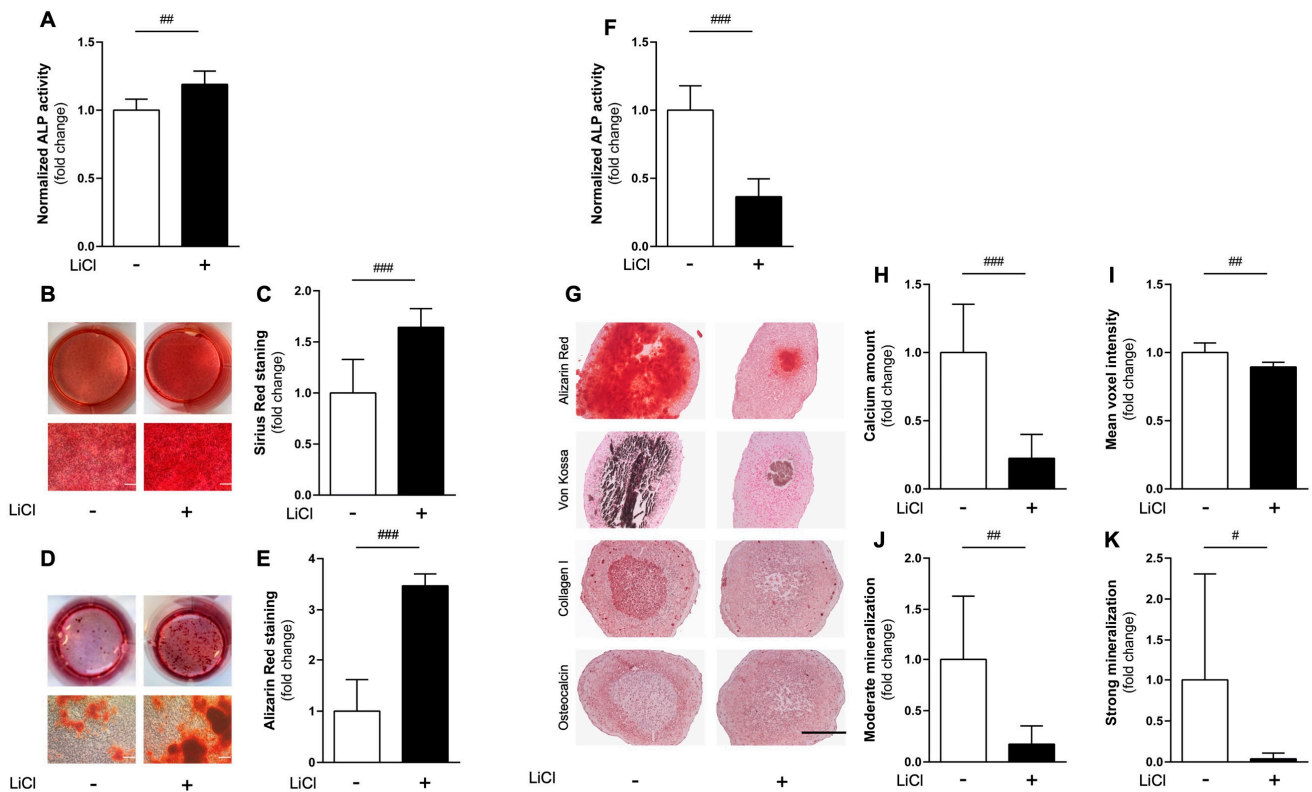 A
##
Normalized ALP activity
(fold change)
1.5
1.0
0.5
0.0
LiCl - +
B
LiCl - +
C
###
Sirius Red staning
(fold change)
2.0
1.5
1.0
0.5
0.0
LiCl - +
D
LiCl - +
E
###
Alizarin Red staining
(fold change)
4
3
2
1
0
LiCl - +
F
###
Normalized ALP activity
(fold change)
1.5
1.0
0.5
0.0
LiCl - +
G
Alizarin Red
Von Kossa
Collagen I
Osteocalcin
LiCl - +
H
###
Calcium amount
(fold change)
1.5
1.0
0.5
0.0
LiCl - +
I
##
Mean voxel intensity
(fold change)
1.5
1.0
0.5
0.0
LiCl - +
J
##
Moderate mineralization
(fold change)
2.0
1.5
1.0
0.5
0.0
LiCl - +
K
#
Strong mineralization
(fold change)
2.5
2.0
1.5
1.0
0.5
0.0
LiCl - +